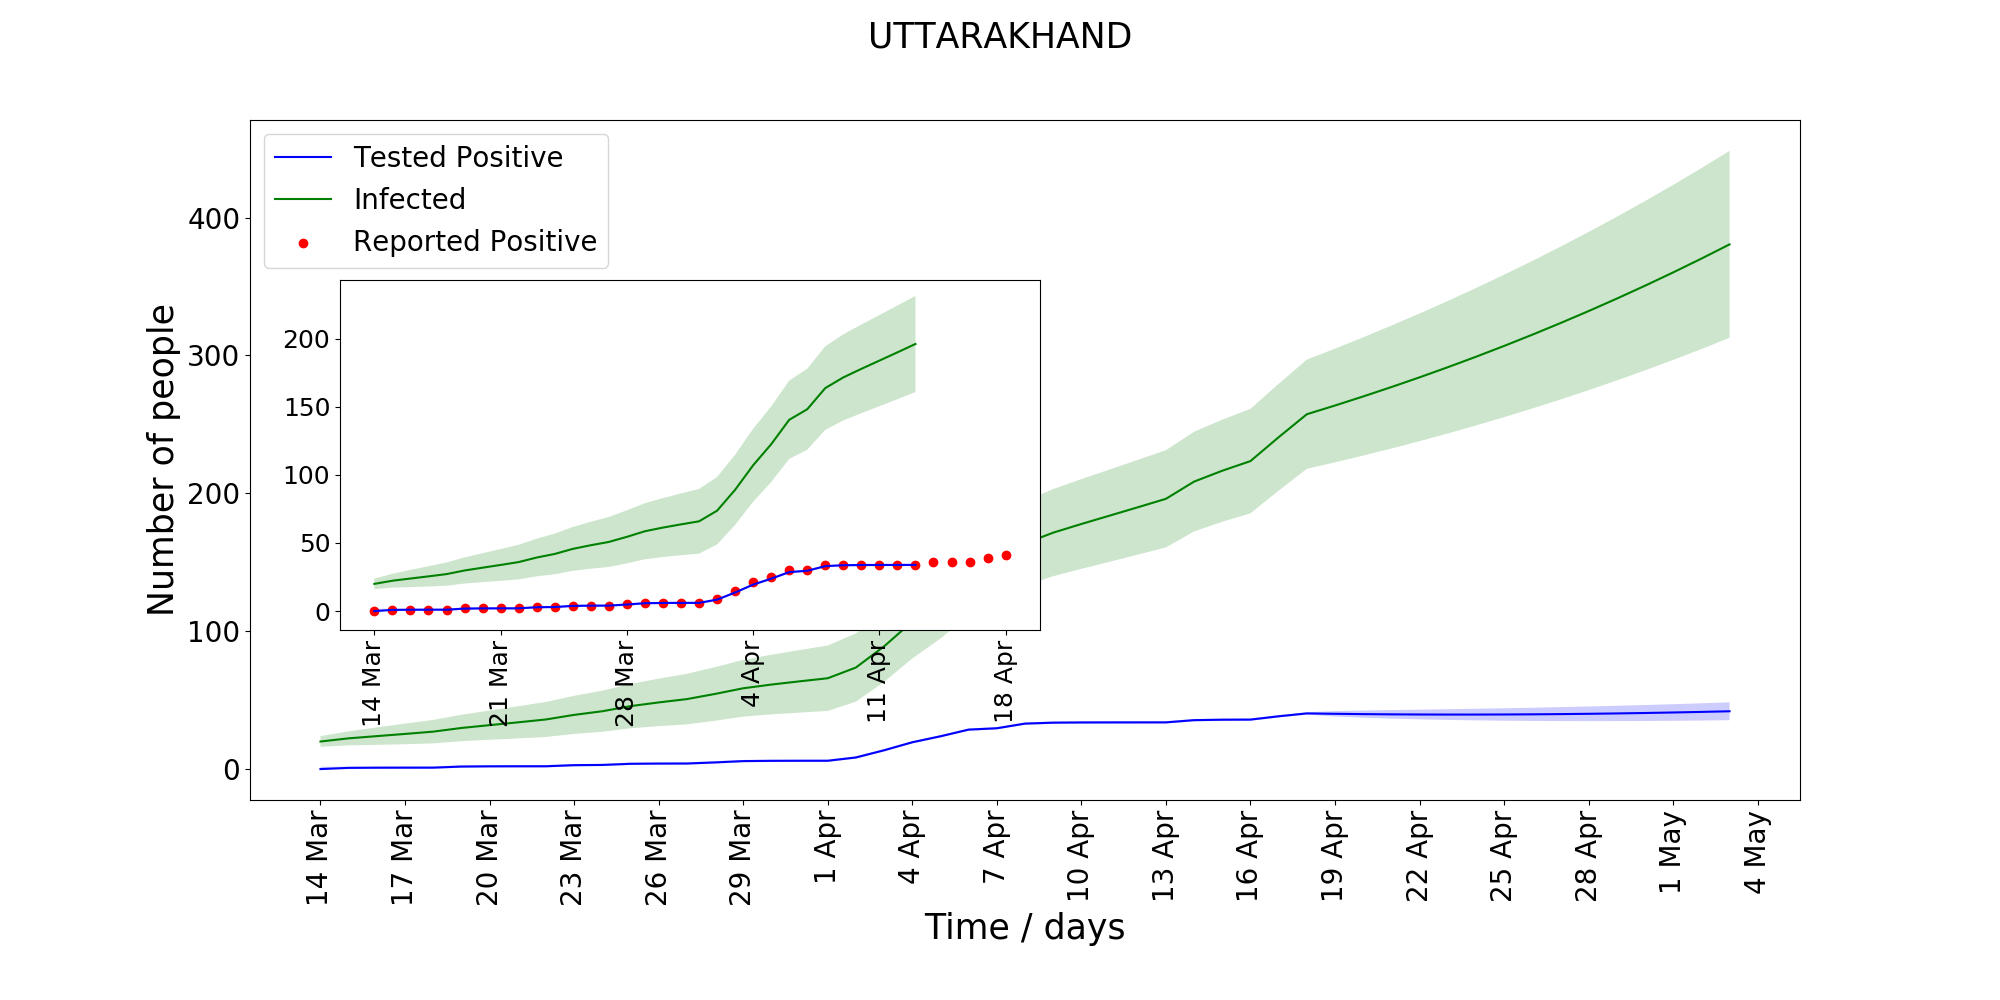 UTTARAKHAND
Tested Positive
Infected
Reported Positive
Number of people
400
300
200
100
0
200
150
100
50
0
14 Mar
21 Mar
28 Mar
4 Apr
11 Apr
18 Apr
14 Mar
17 Mar
20 Mar
23 Mar
26 Mar
29 Mar
1 Apr
4 Apr
7 Apr
10 Apr
13 Apr
16 Apr
19 Apr
22 Apr
25 Apr
28 Apr
1 May
4 May
Time / days